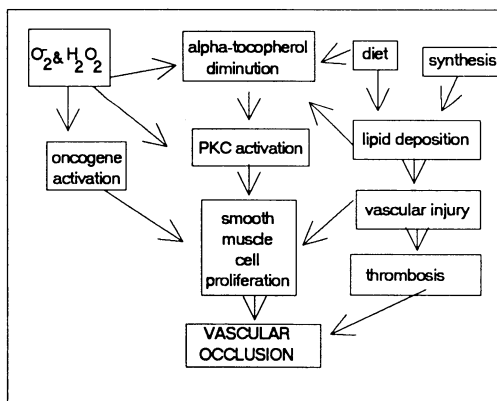 O₂⁻ & H₂O₂
alpha-tocopherol
diminution
diet
synthesis
oncogene
activation
PKC activation
lipid deposition
smooth
muscle
cell
proliferation
vascular injury
thrombosis
VASCULAR
OCCLUSION